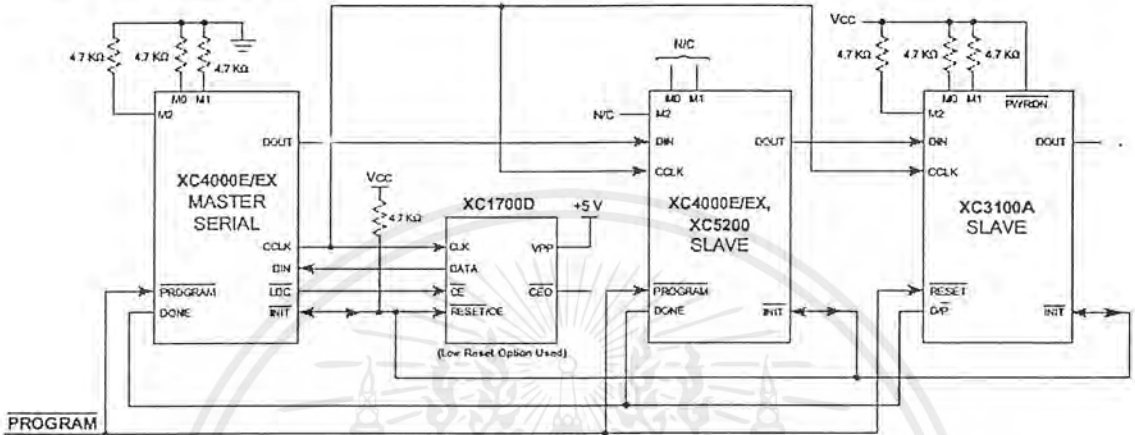 4.7 KΩ
4.7 KΩ
4.7 KΩ
M0 M1
M2
DOUT
XC4000E/EX
MASTER
SERIAL
CCLK
DIN
PROGRAM
LDC
DONE
INIT
Vcc
4.7 KΩ
XC1700D
+5 V
CLK
VPP
DATA
CE
CEO
RESET/OE
(Low Reset Option Used)
N/C
M0 M1
N/C
M2
DIN
DOUT
CCLK
XC4000E/EX,
XC5200
SLAVE
PROGRAM
DONE
INIT
Vcc
4.7 KΩ
4.7 KΩ
4.7 KΩ
M0 M1
PWRDN
M2
DIN
DOUT
CCLK
XC3100A
SLAVE
RESET
D/P
INIT
PROGRAM